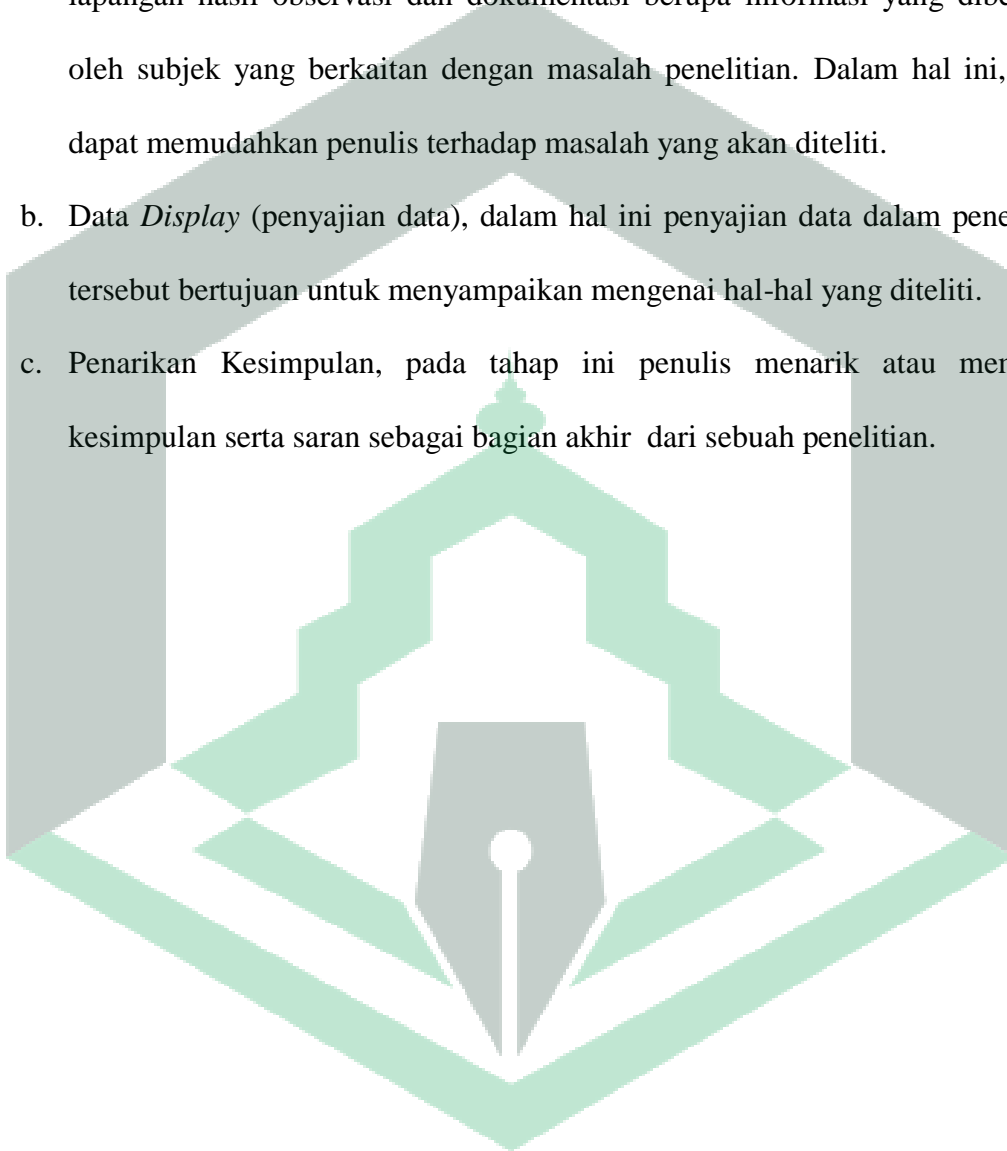 lapangan hasil observasi dan dokumentasi berupa informasi yang
oleh subjek yang berkaitan dengan masalah penelitian. Dalam hal ini,
dapat memudahkan penulis terhadap masalah yang akan diteliti.
b. Data Display (penyajian data), dalam hal ini penyajian data dalam
tersebut bertujuan untuk menyampaikan mengenai hal-hal yang diteliti.
c. Penarikan Kesimpulan, pada tahap ini penulis menarik atau
kesimpulan serta saran sebagai bagian akhir dari sebuah penelitian.